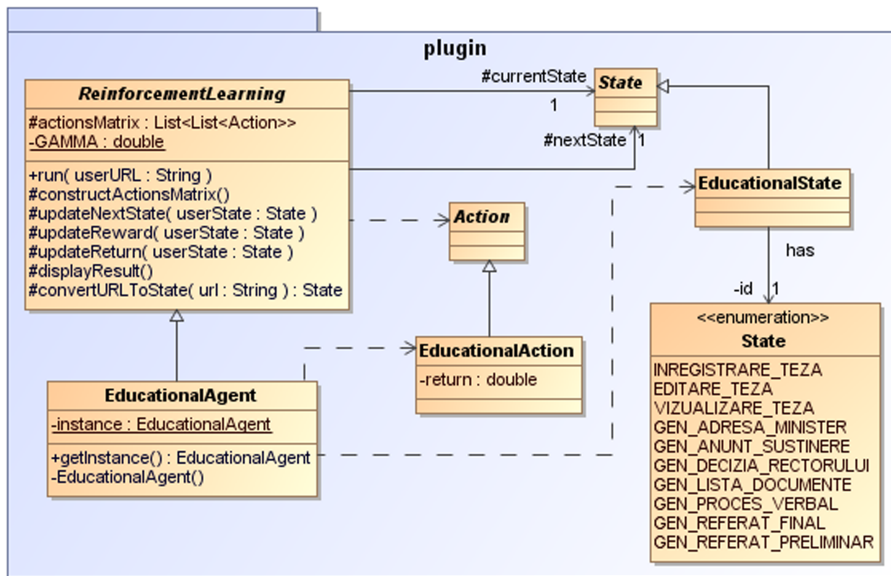 plugin
ReinforcementLearning
#actionsMatrix : List<List<Action>>
-GAMMA : double
+run( userURL : String )
#constructActionsMatrix()
#updateNextState( userState : State )
#updateReward( userState : State )
#updateReturn( userState : State )
#displayResult()
#convertURLToState( url : String ) : State
#currentState
1
#nextState
1
State
Action
EducationalState
has
-id
1
EducationalAgent
-instance : EducationalAgent
+getInstance() : EducationalAgent
-EducationalAgent()
EducationalAction
-return : double
<<enumeration>>
State
INREGISTRARE_TEZA
EDITARE_TEZA
VIZUALIZARE_TEZA
GEN_ADRESA_MINISTER
GEN_ANUNT_SUSTINERE
GEN_DECIZIA_RECTORULUI
GEN_LISTA_DOCUMENTE
GEN_PROCES_VERBAL
GEN_REFERAT_FINAL
GEN_REFERAT_PRELIMINAR